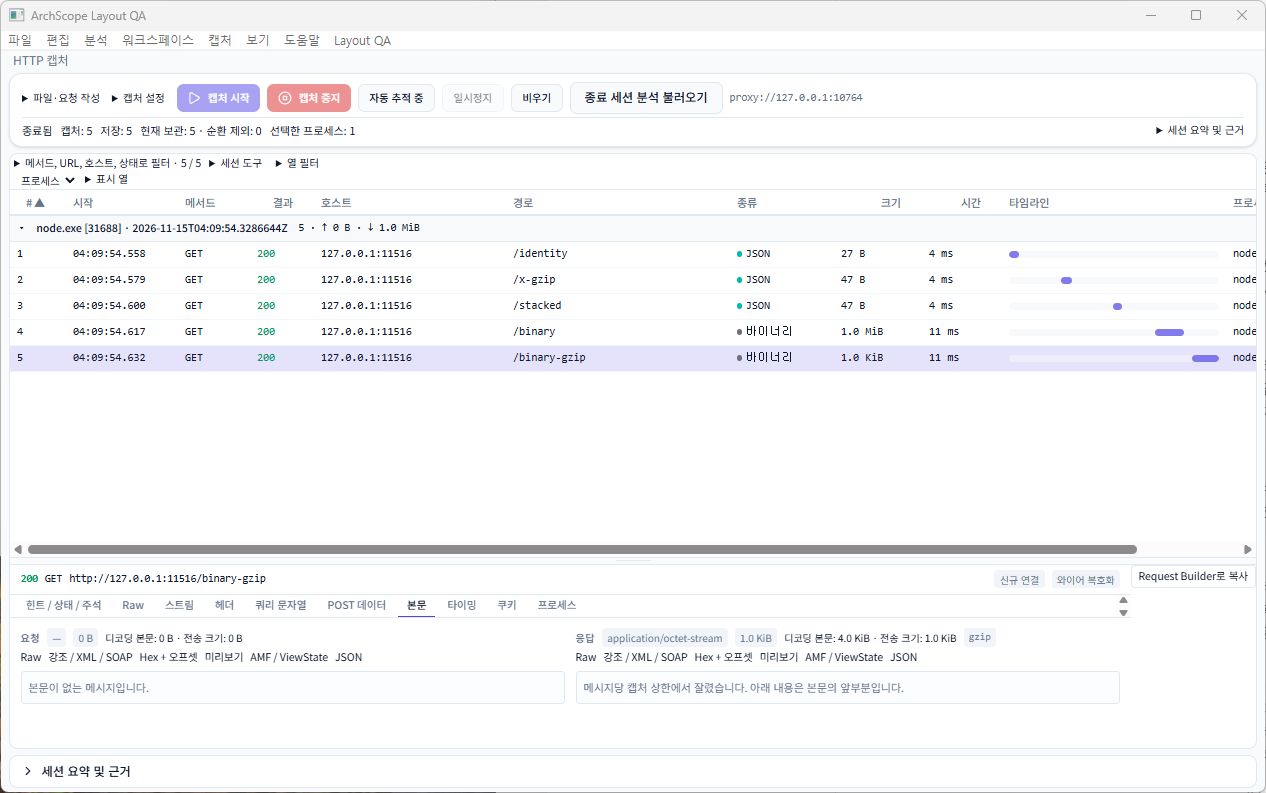 ArchScope Layout QA
파일 편집 분석 워크스페이스 캡처 보기 도움말 Layout QA
HTTP 캡처
▶ 파일·요청 작성 ▶ 캡처 설정 캡처 시작 캡처 중지 자동 추적 중 일시정지 비우기 종료 세션 분석 불러오기 proxy://127.0.0.1:10764
종료됨 캡처: 5 저장: 5 현재 보관: 5 · 순환 제외: 0 선택한 프로세스: 1 ▶ 세션 요약 및 근거
▶ 메서드, URL, 호스트, 상태로 필터 · 5 / 5 ▶ 세션 도구 ▶ 열 필터
프로세스 ▶ 표시 열
# ▲ 시작 메서드 결과 호스트 경로 종류 크기 시간 타임라인 프로
node.exe [31688] · 2026-11-15T04:09:54.3286644Z 5 · ↑ 0 B · ↓ 1.0 MiB
1 04:09:54.558 GET 200 127.0.0.1:11516 /identity JSON 27 B 4 ms node
2 04:09:54.579 GET 200 127.0.0.1:11516 /x-gzip JSON 47 B 4 ms node
3 04:09:54.600 GET 200 127.0.0.1:11516 /stacked JSON 47 B 4 ms node
4 04:09:54.617 GET 200 127.0.0.1:11516 /binary 바이너리 1.0 MiB 11 ms node
5 04:09:54.632 GET 200 127.0.0.1:11516 /binary-gzip 바이너리 1.0 KiB 11 ms node
200 GET http://127.0.0.1:11516/binary-gzip 신규 연결 와이어 복호화 Request Builder로 복사
힌트 / 상태 / 주석 Raw 스트림 헤더 쿼리 문자열 POST 데이터 본문 타이밍 쿠키 프로세스
요청 — 0 B 디코딩 본문: 0 B · 전송 크기: 0 B
Raw 강조 / XML / SOAP Hex + 오프셋 미리보기 AMF / ViewState JSON
본문이 없는 메시지입니다.
응답 application/octet-stream 1.0 KiB 디코딩 본문: 4.0 KiB · 전송 크기: 1.0 KiB gzip
Raw 강조 / XML / SOAP Hex + 오프셋 미리보기 AMF / ViewState JSON
메시지당 캡처 상한에서 잘렸습니다. 아래 내용은 본문의 앞부분입니다.
세션 요약 및 근거